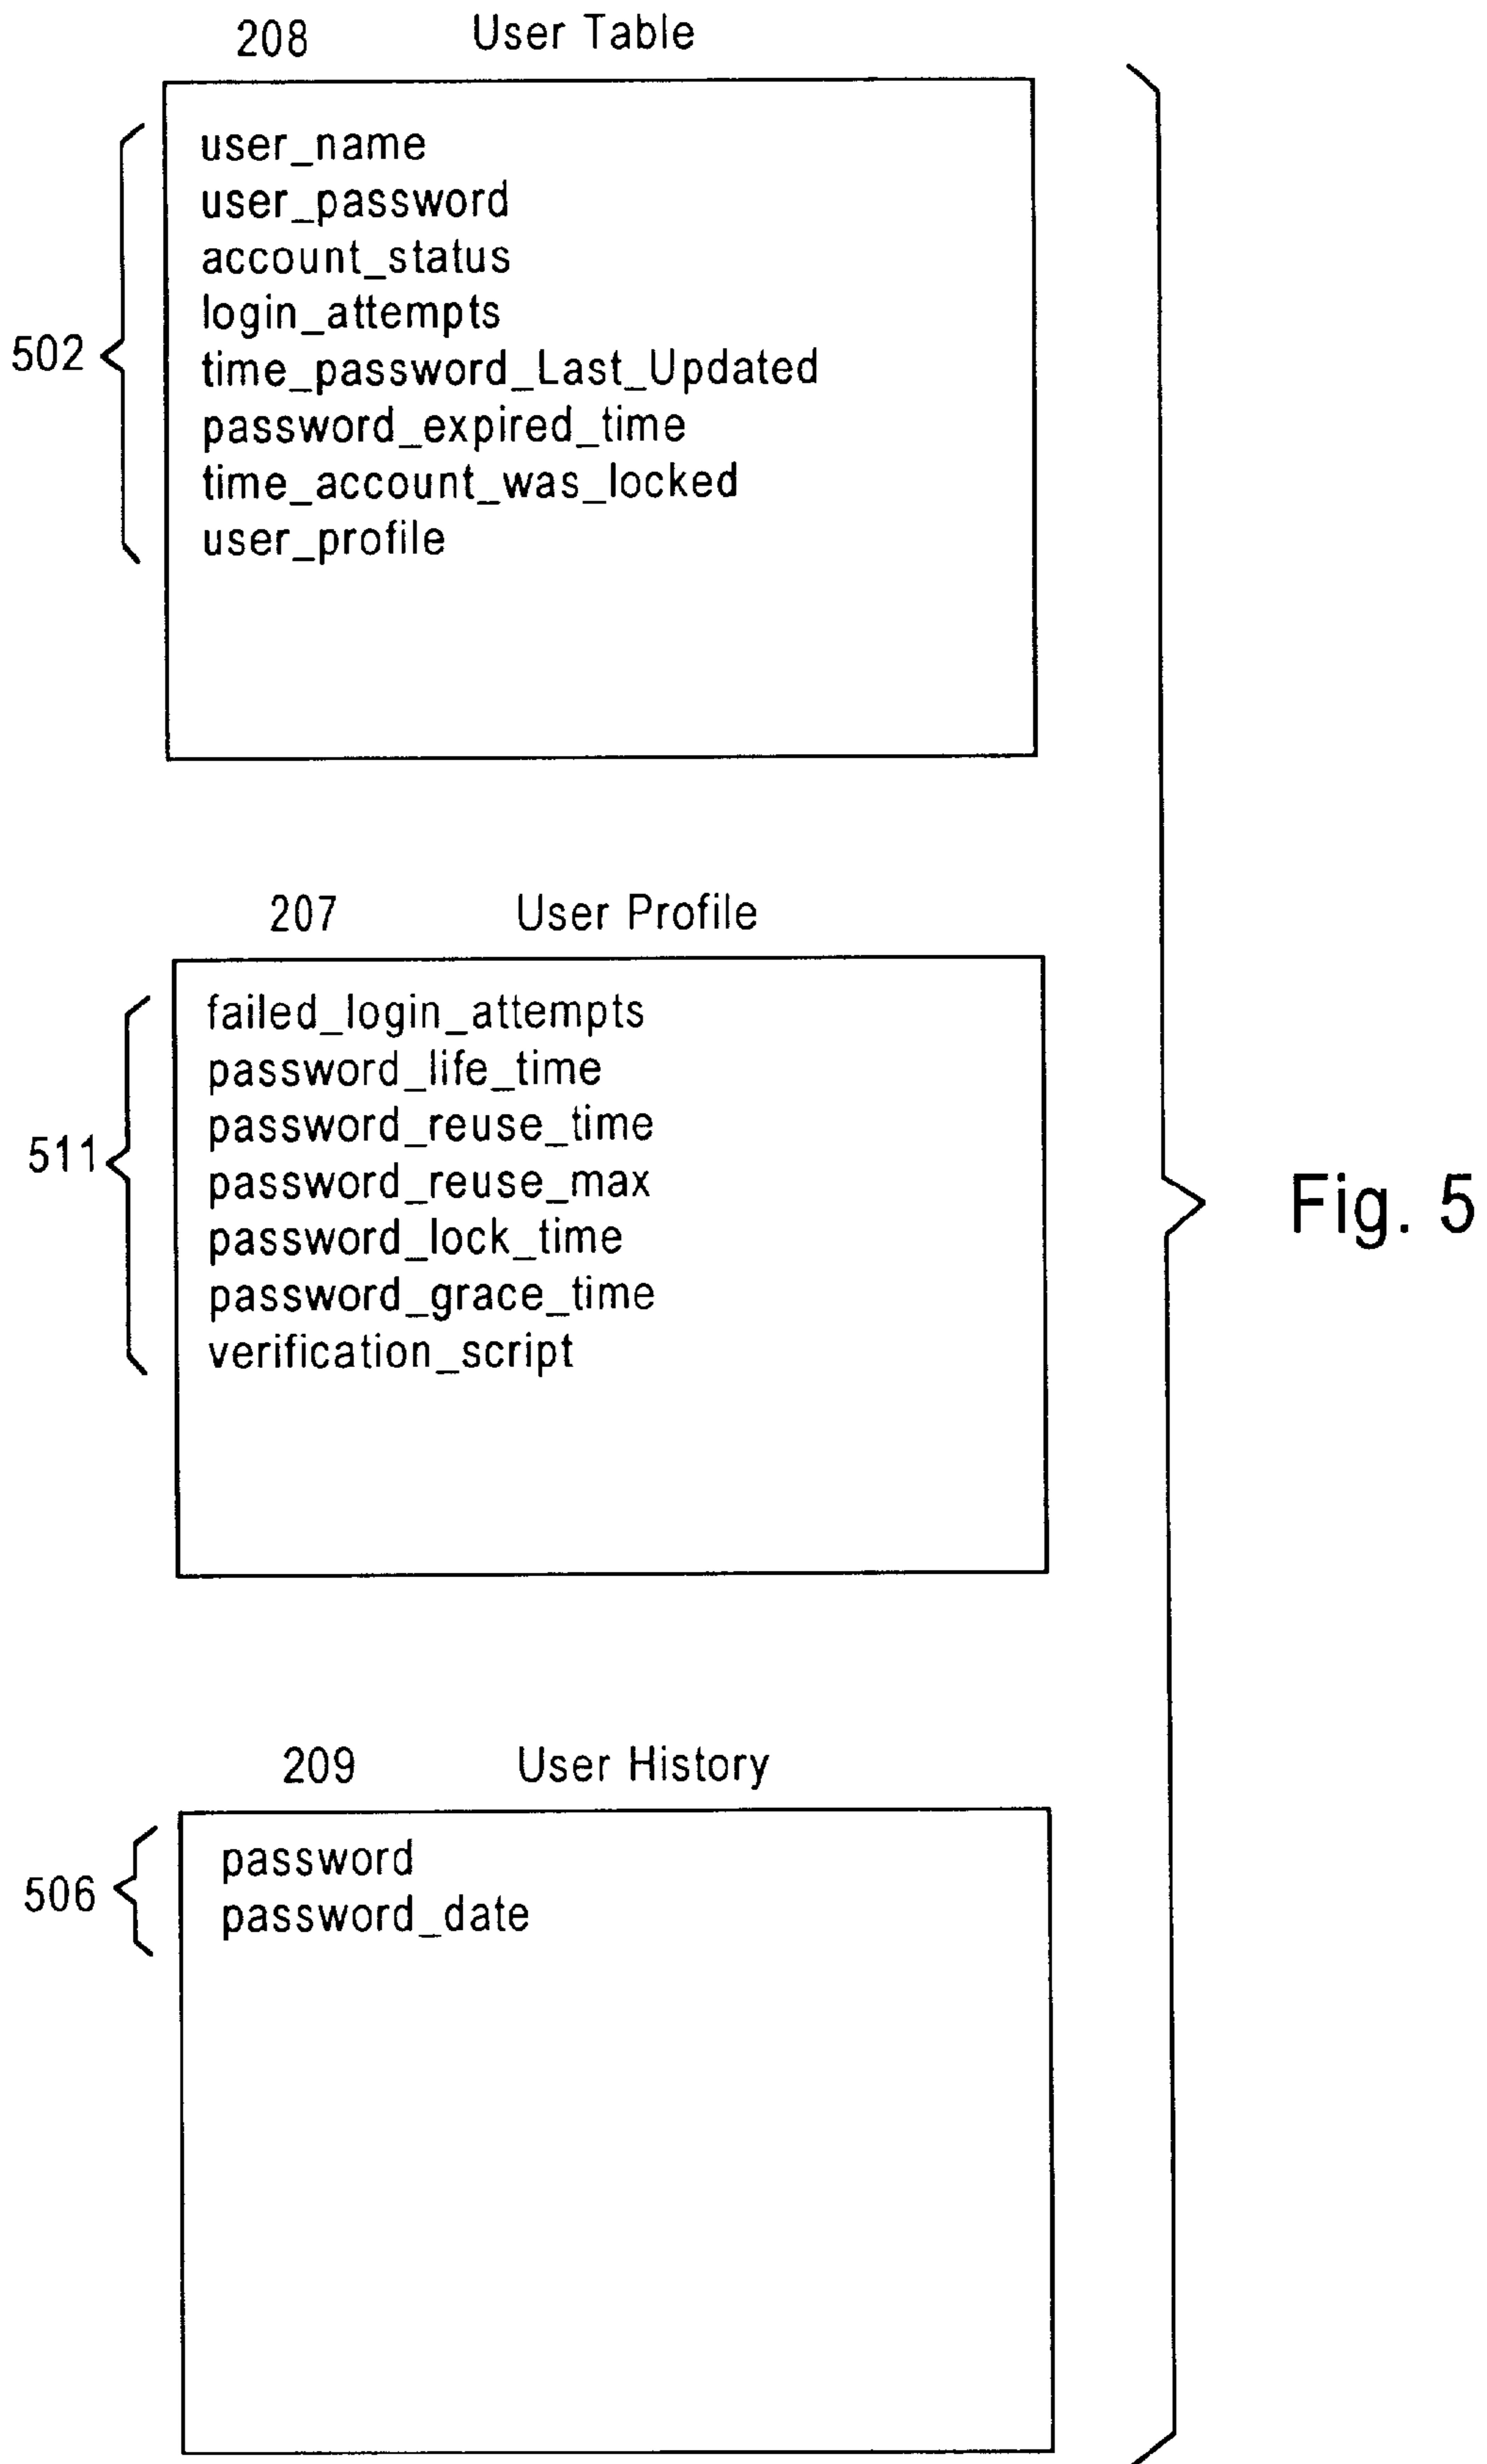 208 User Table
user_name
user_password
account_status
login_attempts
502
time_password_Last_Updated
password_expired_time
time_account_was_locked
user_profile
207 User Profile
failed_login_attempts
password_life_time
password_reuse_time
511
password_reuse_max
Fig. 5
password_lock_time
password_grace_time
verification_script
209 User History
password
506
password_date